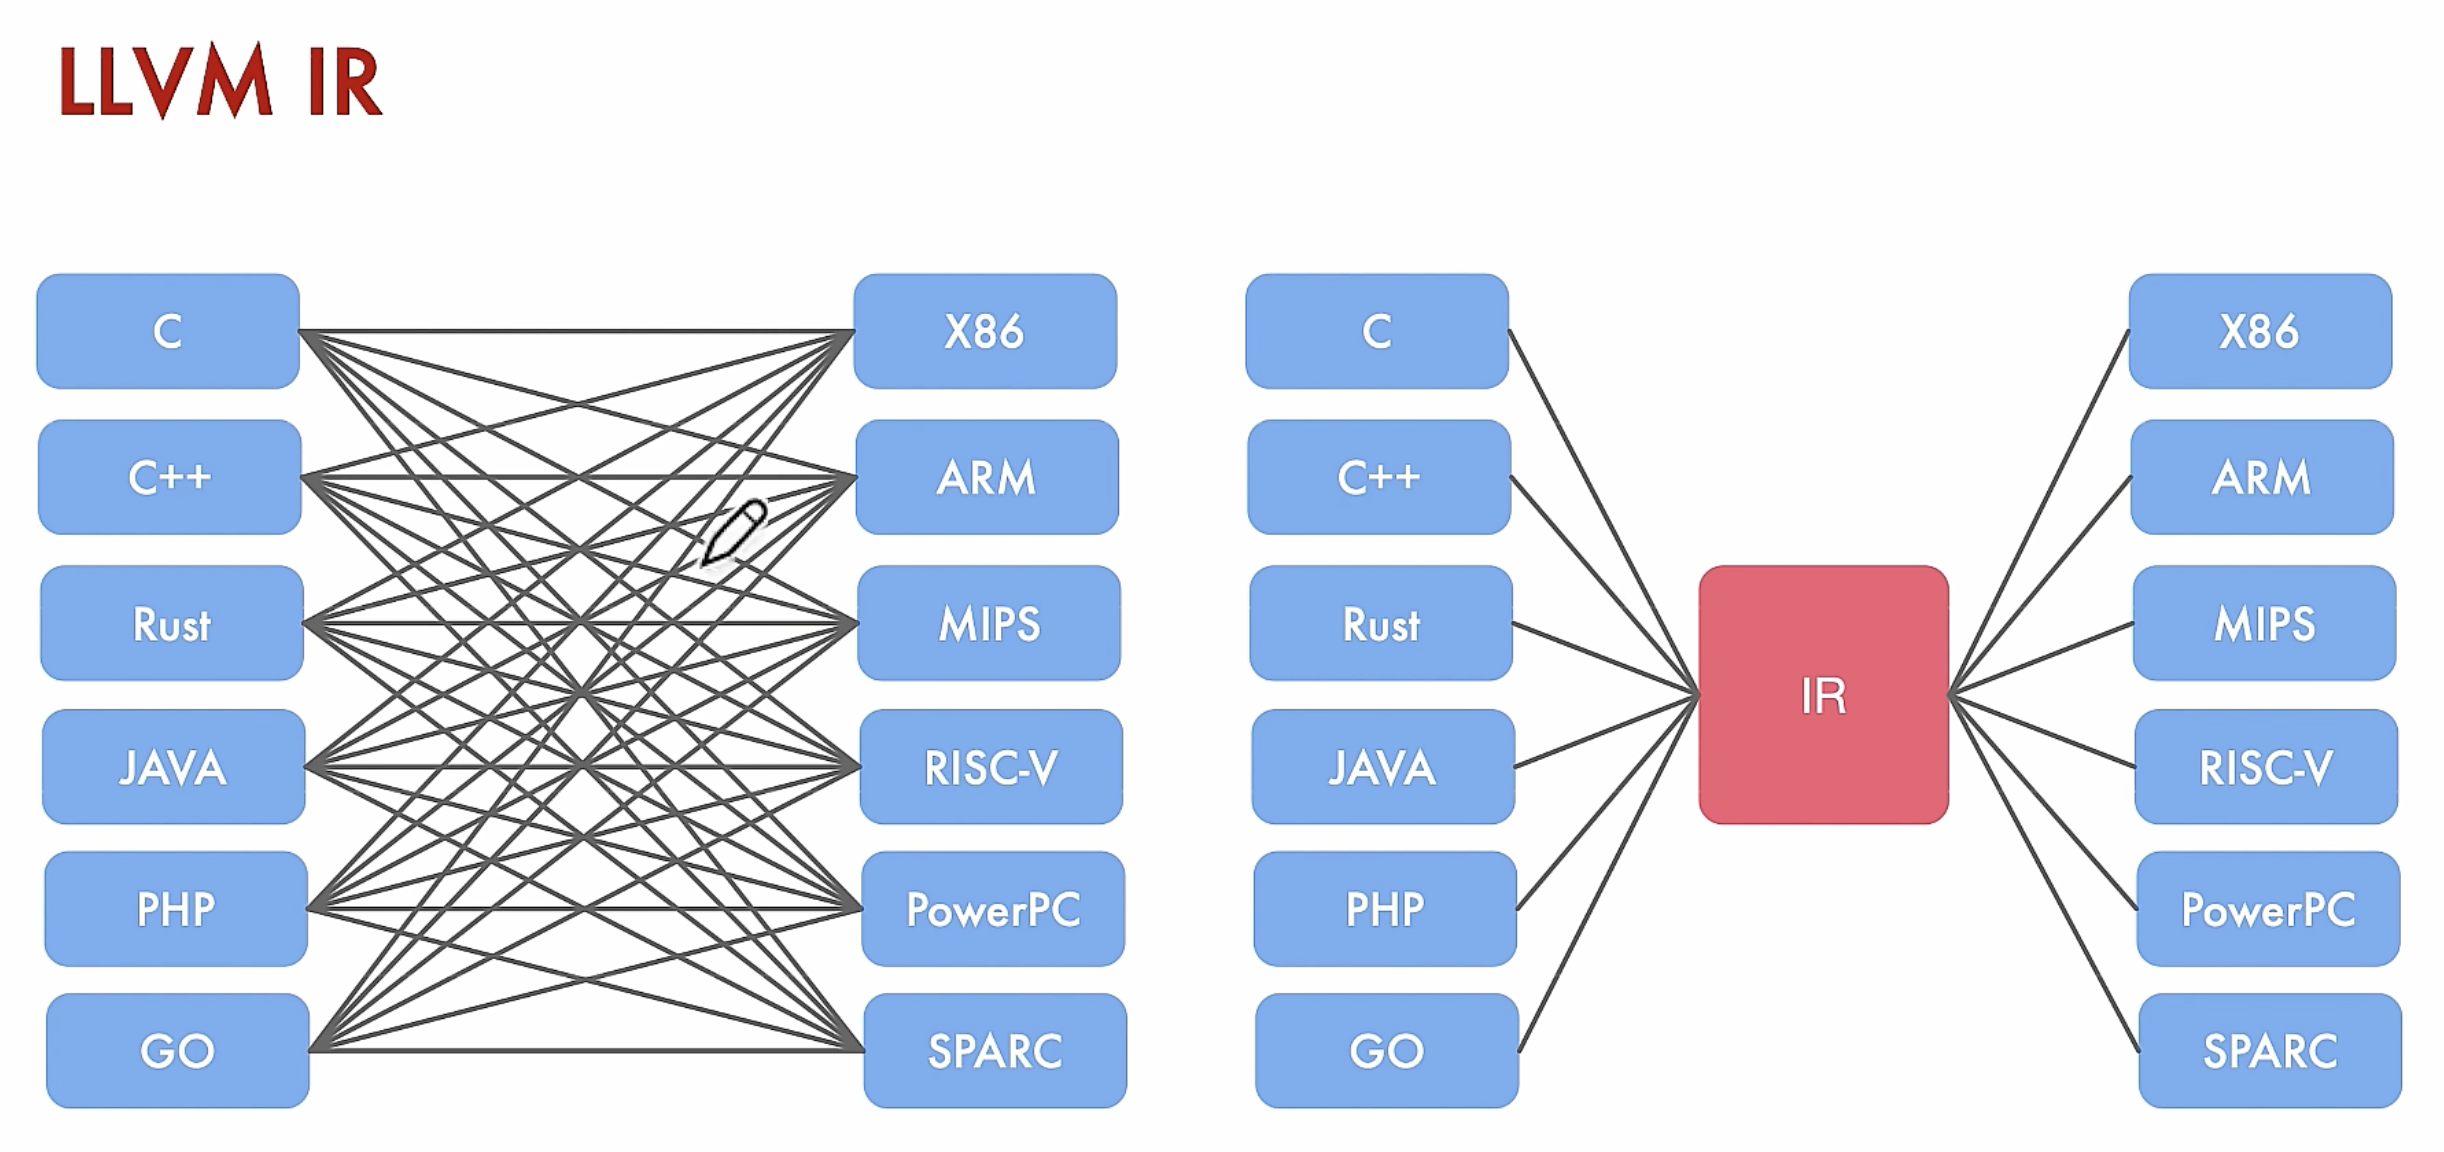 LLVM IR
C
X86
C
X86
C++
ARM
C++
ARM
Rust
MIPS
Rust
MIPS
IR
JAVA
RISC-V
JAVA
RISC-V
PHP
PowerPC
PHP
PowerPC
GO
SPARC
GO
SPARC